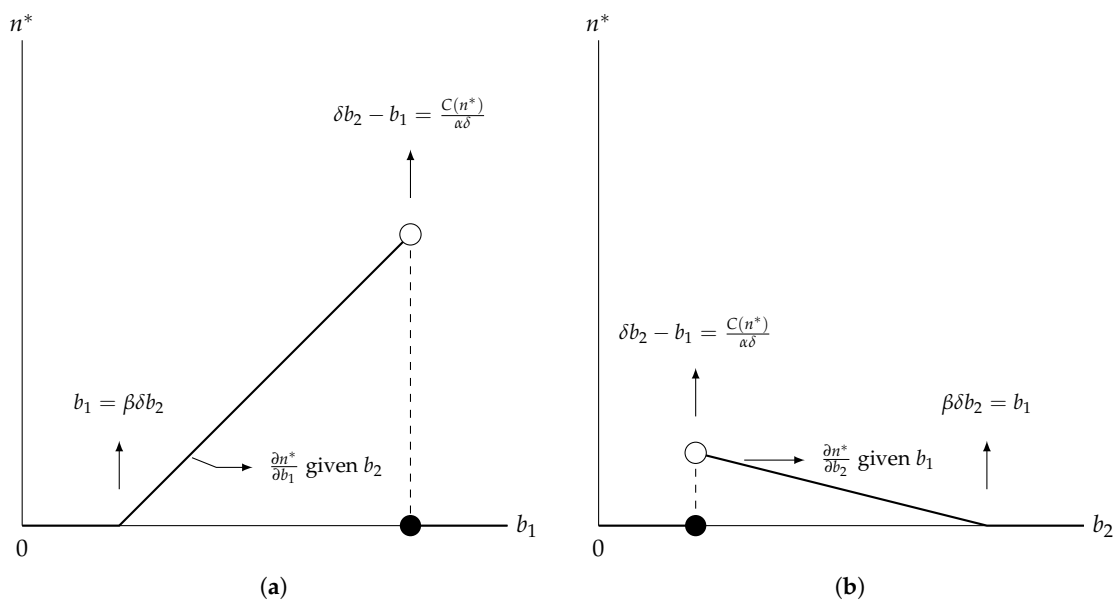 n*
δb₂ − b₁ = C(n*)/αδ
b₁ = βδb₂
∂n*/∂b₁ given b₂
b₁
0
(a)
n*
δb₂ − b₁ = C(n*)/αδ
βδb₂ = b₁
∂n*/∂b₂ given b₁
b₂
0
(b)